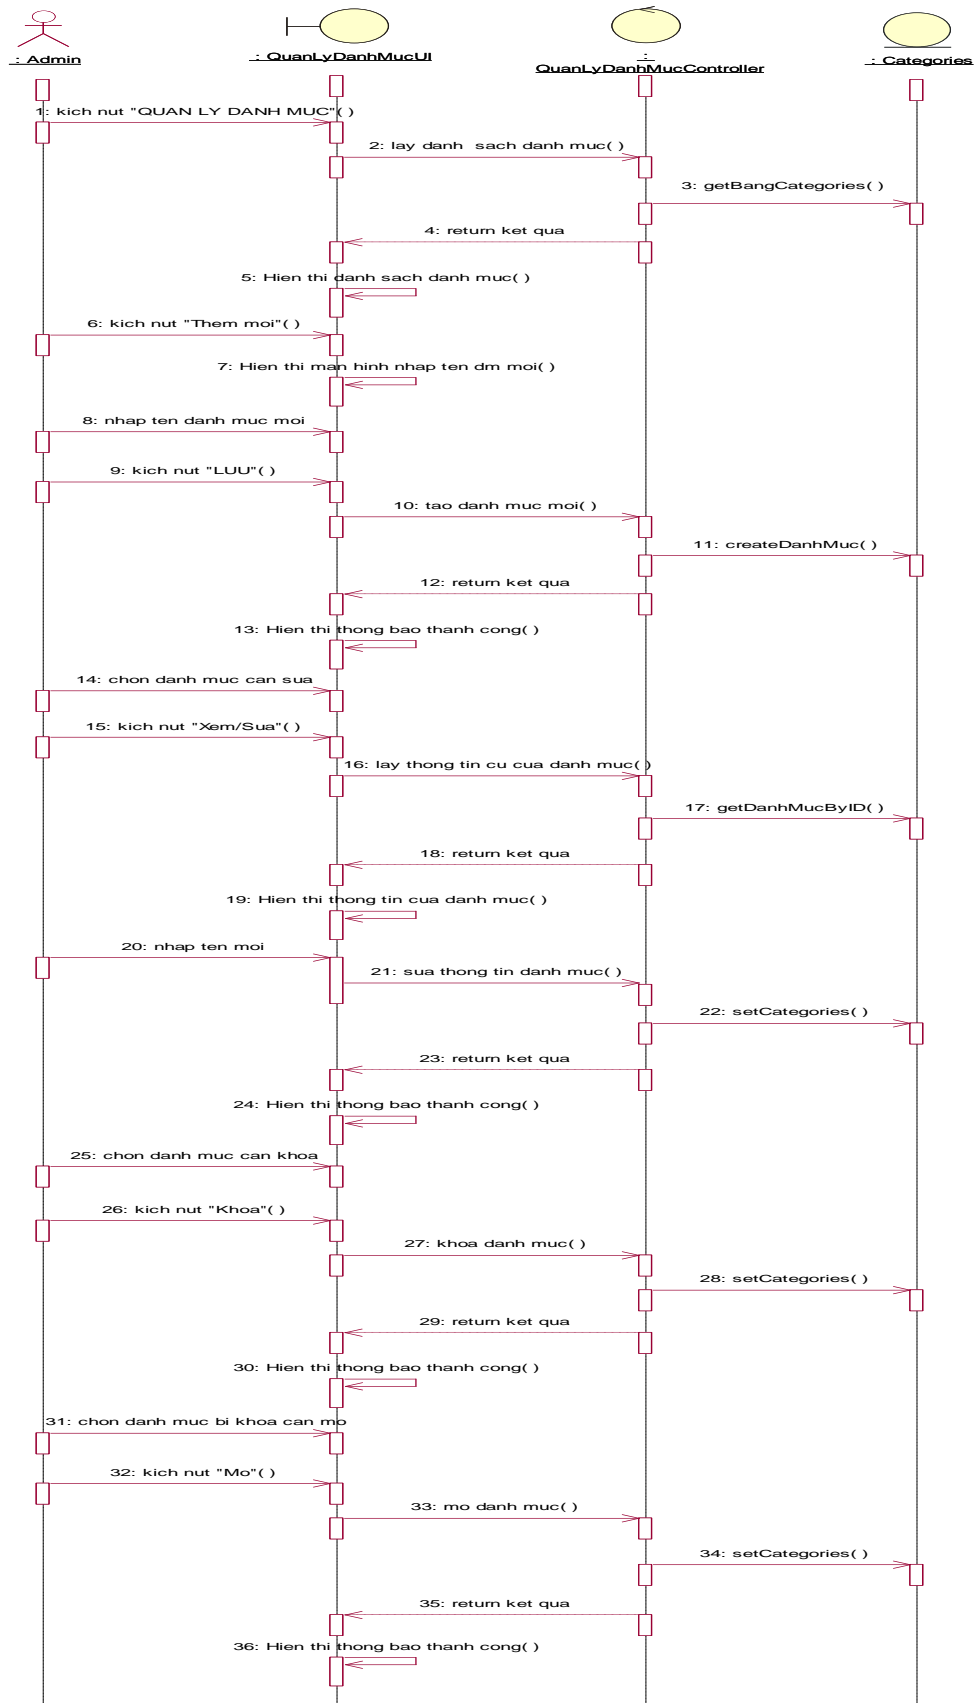 : Admin
: QuanLyDanhMucUI
:
QuanLyDanhMucController
: Categories
1: kich nut "QUAN LY DANH MUC"( )
2: lay danh sach danh muc( )
3: getBangCategories( )
4: return ket qua
5: Hien thi danh sach danh muc( )
6: kich nut "Them moi"( )
7: Hien thi man hinh nhap ten dm moi( )
8: nhap ten danh muc moi
9: kich nut "LUU"( )
10: tao danh muc moi( )
11: createDanhMuc( )
12: return ket qua
13: Hien thi thong bao thanh cong( )
14: chon danh muc can sua
15: kich nut "Xem/Sua"( )
16: lay thong tin cu cua danh muc( )
17: getDanhMucByID( )
18: return ket qua
19: Hien thi thong tin cua danh muc( )
20: nhap ten moi
21: sua thong tin danh muc( )
22: setCategories( )
23: return ket qua
24: Hien thi thong bao thanh cong( )
25: chon danh muc can khoa
26: kich nut "Khoa"( )
27: khoa danh muc( )
28: setCategories( )
29: return ket qua
30: Hien thi thong bao thanh cong( )
31: chon danh muc bi khoa can mo
32: kich nut "Mo"( )
33: mo danh muc( )
34: setCategories( )
35: return ket qua
36: Hien thi thong bao thanh cong( )